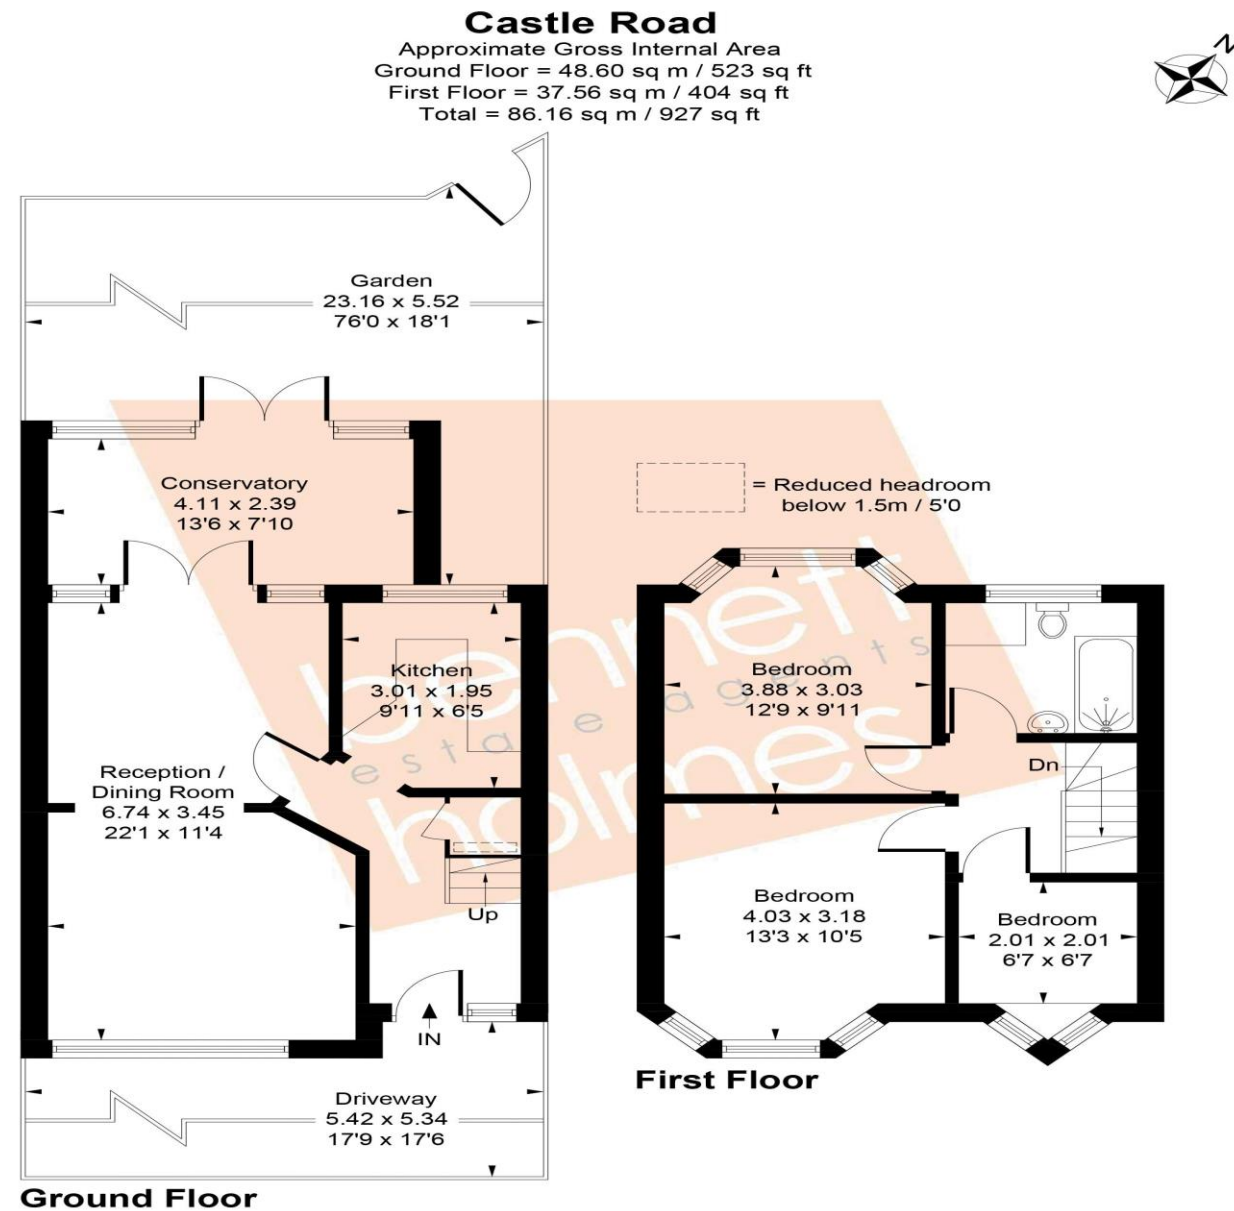 Castle Road
Approximate Gross Internal Area
Ground Floor = 48.60 sq m / 523 sq ft
First Floor = 37.56 sq m / 404 sq ft
Total = 86.16 sq m / 927 sq ft
N
Garden
23.16 x 5.52
76'0 x 18'1
Conservatory
4.11 x 2.39
13'6 x 7'10
= Reduced headroom
below 1.5m / 5'0
Kitchen
3.01 x 1.95
9'11 x 6'5
Reception /
Dining Room
6.74 x 3.45
22'1 x 11'4
Up
IN
Driveway
5.42 x 5.34
17'9 x 17'6
Ground Floor
Bedroom
3.88 x 3.03
12'9 x 9'11
Dn
Bedroom
4.03 x 3.18
13'3 x 10'5
Bedroom
2.01 x 2.01
6'7 x 6'7
First Floor
bennett
estate agents
holmes